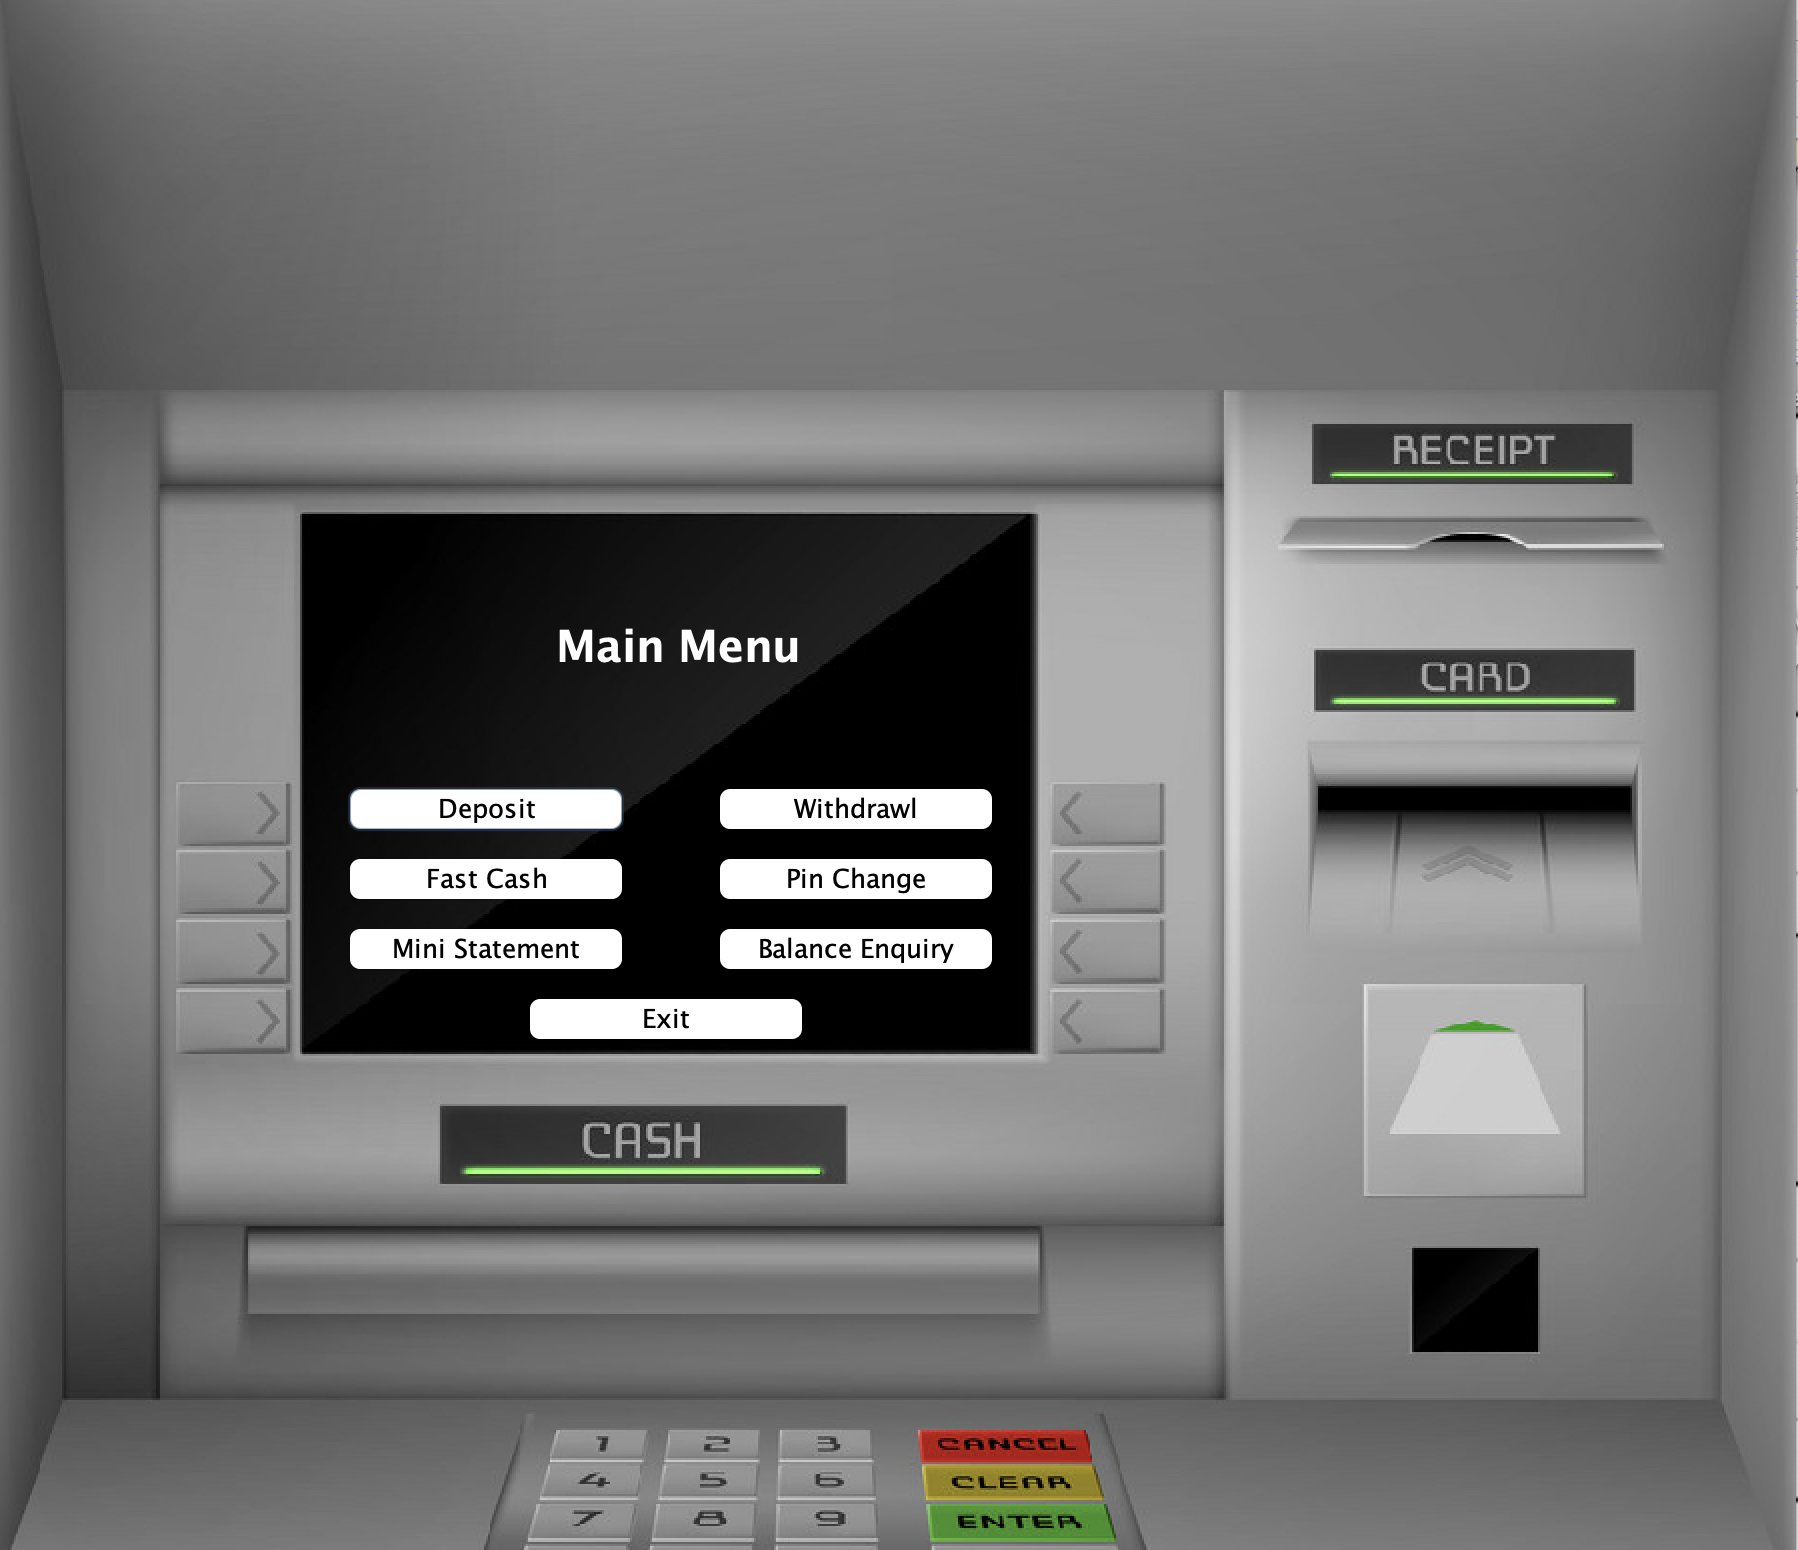 RECEIPT
Main Menu
CARD
Deposit
Withdrawl
Fast Cash
Pin Change
Mini Statement
Balance Enquiry
Exit
CASH
1 2 3 CANCEL
4 5 6 CLEAR
7 8 9 ENTER